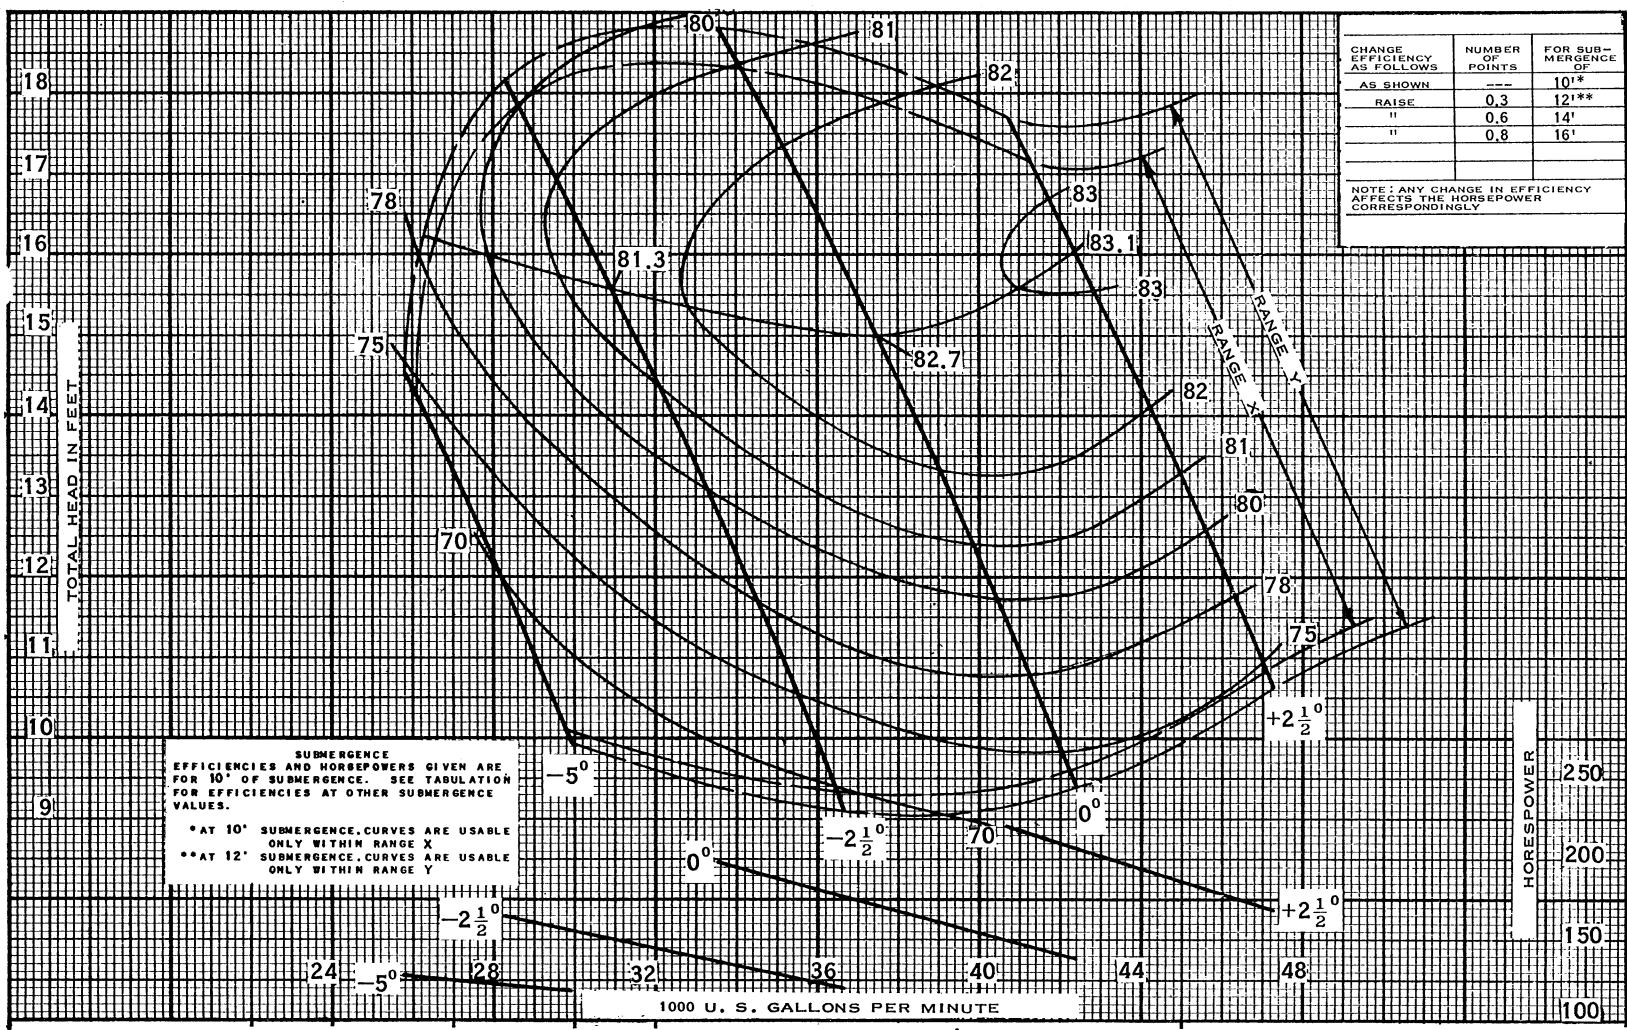 CHANGE EFFICIENCY AS FOLLOWS NUMBER OF POINTS FOR SUB-MERGENCE OF
AS SHOWN --- 10'*
RAISE 0.3 12'**
" 0.6 14'
" 0.8 16'
NOTE: ANY CHANGE IN EFFICIENCY
AFFECTS THE HORSEPOWER
CORRESPONDINGLY
80
81
82
83
83.1
83
81.3
82.7
82
81
80
78
75
78
75
70
70
RANGE Y
RANGE X
18
17
16
15
14
13
12
11
10
9
TOTAL HEAD IN FEET
+2 1/2°
0°
-2 1/2°
-5°
SUBMERGENCE
EFFICIENCIES AND HORSEPOWERS GIVEN ARE
FOR 10' OF SUBMERGENCE. SEE TABULATION
FOR EFFICIENCIES AT OTHER SUBMERGENCE
VALUES.
*AT 10' SUBMERGENCE, CURVES ARE USABLE
ONLY WITHIN RANGE X
**AT 12' SUBMERGENCE, CURVES ARE USABLE
ONLY WITHIN RANGE Y
0°
-2 1/2°
-5°
+2 1/2°
HORESPOWER
250
200
150
100
24 28 32 36 40 44 48
1000 U. S. GALLONS PER MINUTE